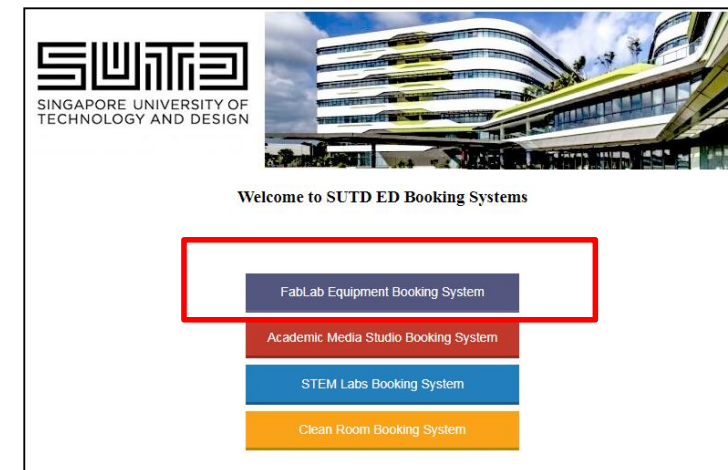 SUTD
SINGAPORE UNIVERSITY OF
TECHNOLOGY AND DESIGN
Welcome to SUTD ED Booking Systems
FabLab Equipment Booking System
Academic Media Studio Booking System
STEM Labs Booking System
Clean Room Booking System